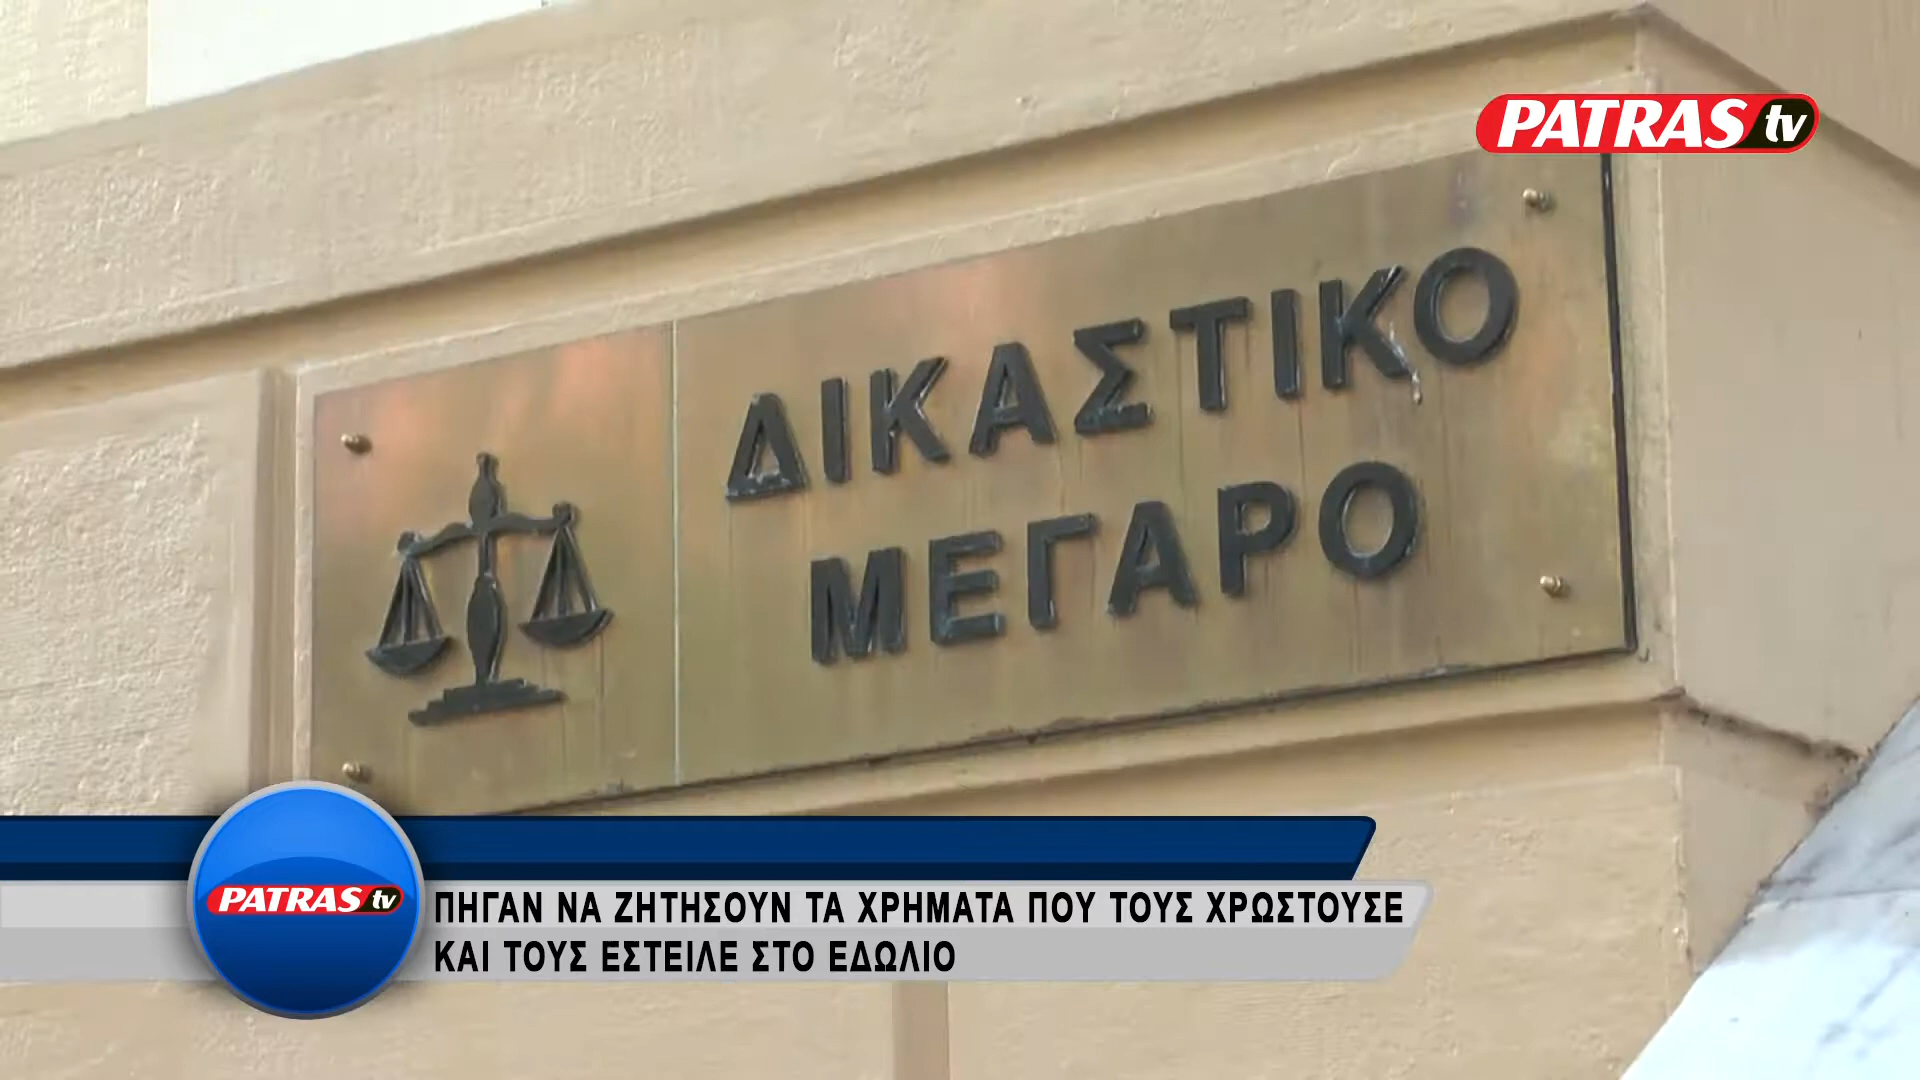 PATRAS tv
ΔΙΚΑΣΤΙΚΟ
ΜΕΓΑΡΟ
PATRAS tv
ΠΗΓΑΝ ΝΑ ΖΗΤΗΣΟΥΝ ΤΑ ΧΡΗΜΑΤΑ ΠΟΥ ΤΟΥΣ ΧΡΩΣΤΟΥΣΕ
ΚΑΙ ΤΟΥΣ ΕΣΤΕΙΛΕ ΣΤΟ ΕΔΩΛΙΟ